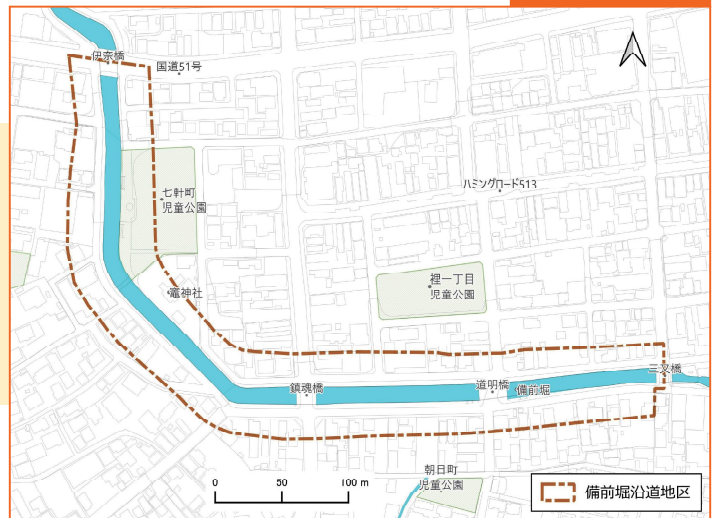 伊奈橋
国道51号
七軒町
児童公園
ハミングロード513
竈神社
裡一丁目
児童公園
三又橋
鎮魂橋
道明橋
備前堀
朝日町
児童公園
0 50 100 m
備前堀沿道地区